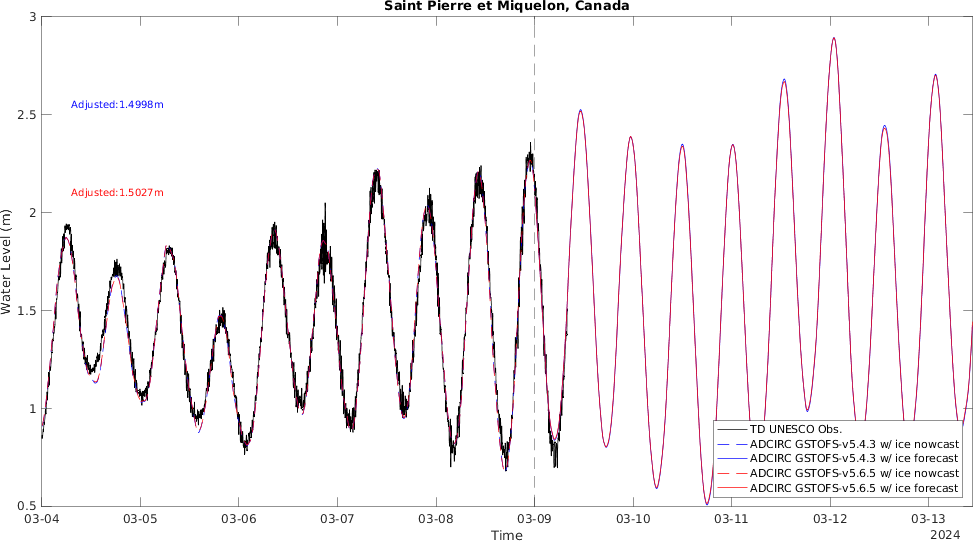 Saint Pierre et Miquelon, Canada
Water Level (m)
3
2.5
2
1.5
1
0.5
Adjusted:1.4998m
Adjusted:1.5027m
TD UNESCO Obs.
ADCIRC GSTOFS-v5.4.3 w/ ice nowcast
ADCIRC GSTOFS-v5.4.3 w/ ice forecast
ADCIRC GSTOFS-v5.6.5 w/ ice nowcast
ADCIRC GSTOFS-v5.6.5 w/ ice forecast
03-04 03-05 03-06 03-07 03-08 03-09 03-10 03-11 03-12 03-13
Time
2024